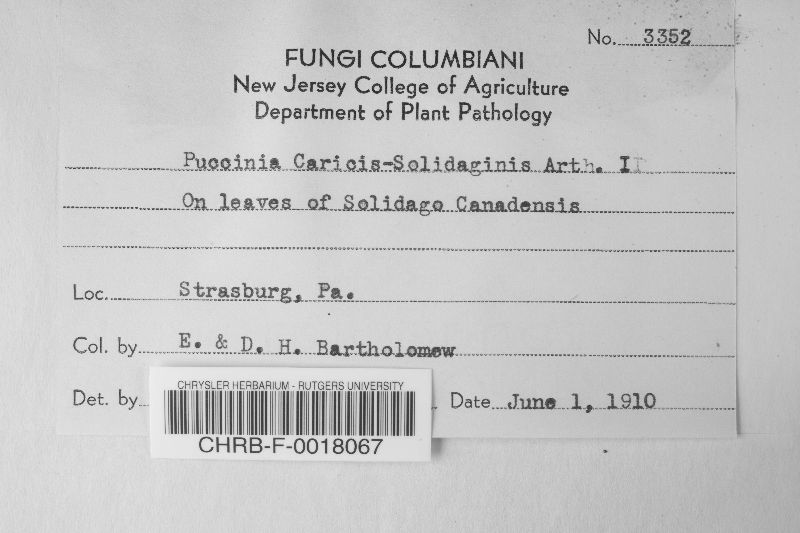 No. 3352
FUNGI COLUMBIANI
New Jersey College of Agriculture
Department of Plant Pathology
Puccinia Caricis-Solidaginis Arth. II
On leaves of Solidago Canadensis
Loc. Strasburg, Pa.
Col. by E. & D. H. Bartholomew
Det. by
Date June 1, 1910
CHRYSLER HERBARIUM - RUTGERS UNIVERSITY
CHRB-F-0018067